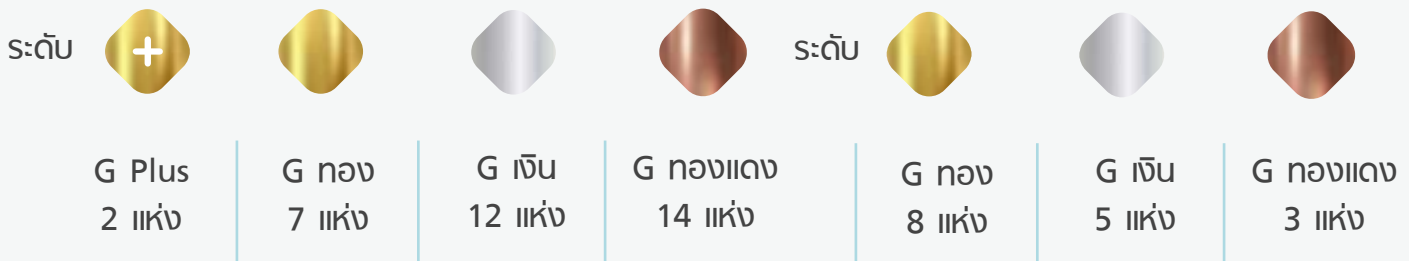 ระดับ
G Plus
2 แห่ง
G ทอง
7 แห่ง
G เงิน
12 แห่ง
G ทองแดง
14 แห่ง
ระดับ
G ทอง
8 แห่ง
G เงิน
5 แห่ง
G ทองแดง
3 แห่ง